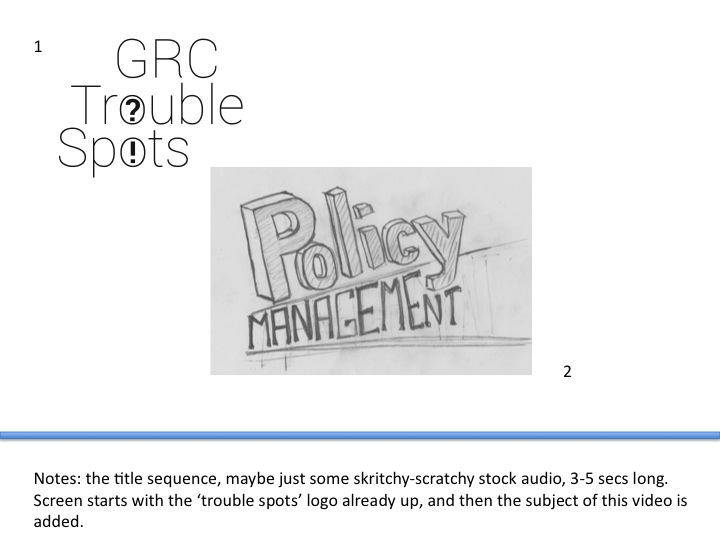 1
GRC
Tr?uble
Sp!ts
Policy
MANAGEMENT
2
Notes: the title sequence, maybe just some skritchy-scratchy stock audio, 3-5 secs long.
Screen starts with the ‘trouble spots’ logo already up, and then the subject of this video is
added.